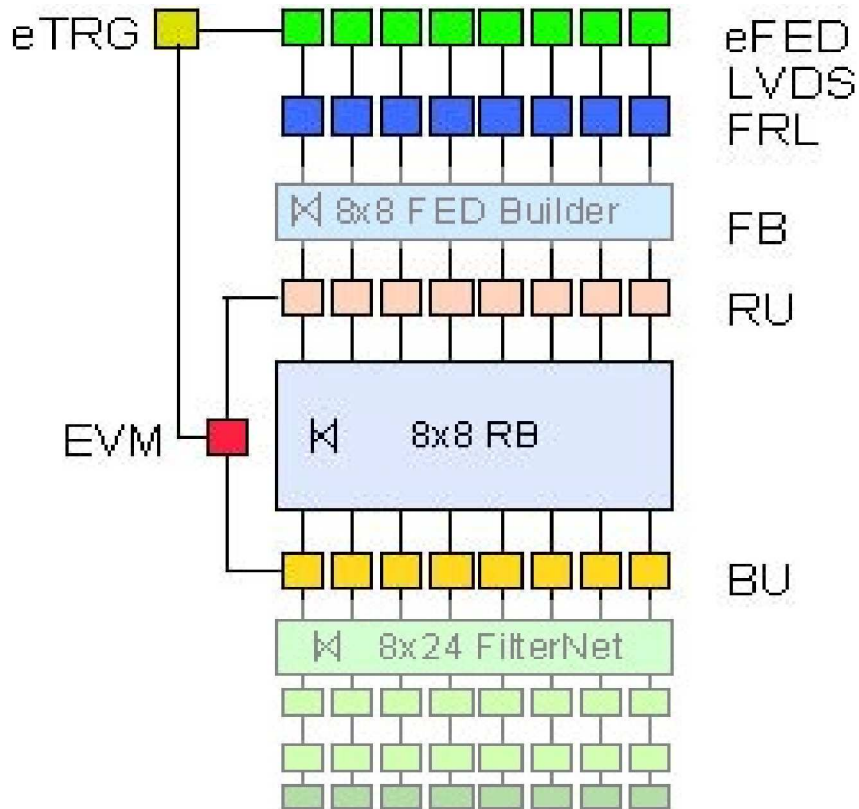 eTRG
eFED
LVDS
FRL
8x8 FED Builder
FB
RU
EVM
8x8 RB
BU
8x24 FilterNet